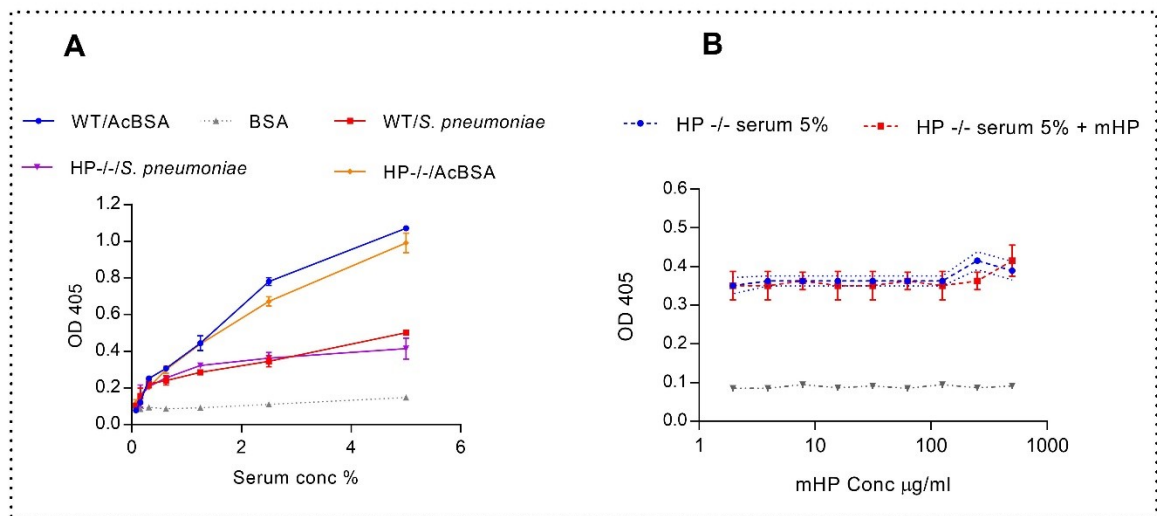 A
WT/AcBSA BSA WT/S. pneumoniae
HP-/-/S. pneumoniae HP-/-/AcBSA
1.2
1.0
0.8
0.6
0.4
0.2
0.0
OD 405
0 2 4 6
Serum conc %
B
HP -/- serum 5% HP -/- serum 5% + mHP
0.6
0.5
0.4
0.3
0.2
0.1
0.0
OD 405
1 10 100 1000
mHP Conc μg/ml